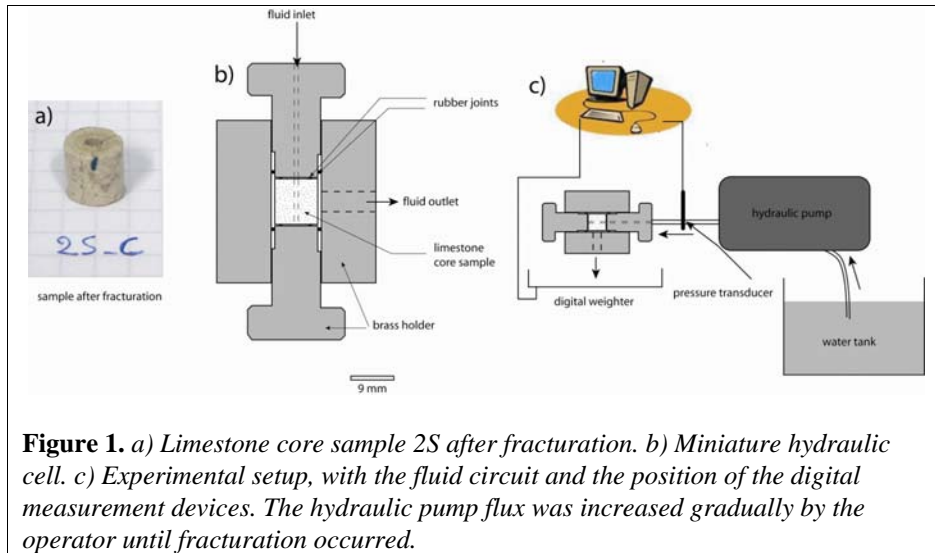 fluid inlet
b)
rubber joints
c)
a)
fluid outlet
hydraulic pump
2S_C
limestone
core sample
sample after fracturation
digital weighter
pressure transducer
brass holder
water tank
9 mm
Figure 1. a) Limestone core sample 2S after fracturation. b) Miniature hydraulic
cell. c) Experimental setup, with the fluid circuit and the position of the digital
measurement devices. The hydraulic pump flux was increased gradually by the
operator until fracturation occurred.